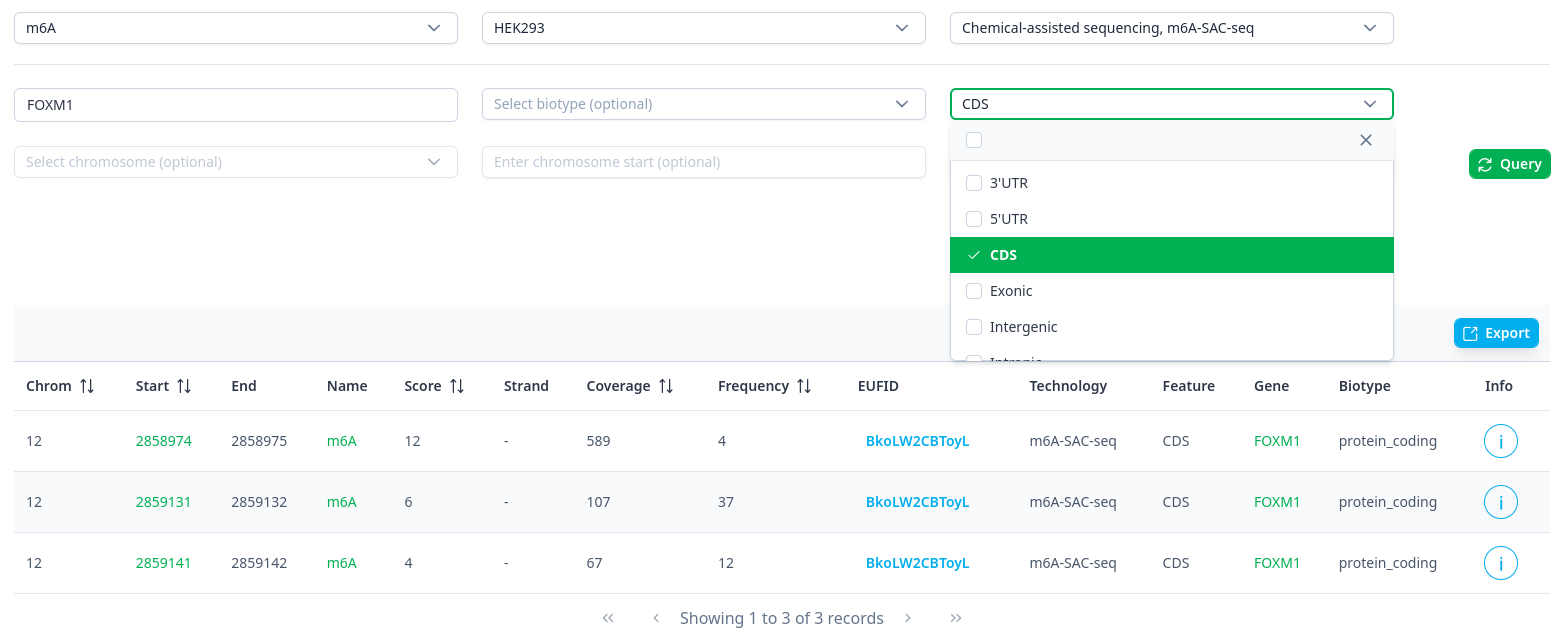 m6A HEK293 Chemical-assisted sequencing, m6A-SAC-seq
FOXM1 Select biotype (optional) CDS
Select chromosome (optional) Enter chromosome start (optional)
Query
3'UTR
5'UTR
CDS
Exonic
Intergenic
Intronic
Export
Chrom Start End Name Score Strand Coverage Frequency EUFID Technology Feature Gene Biotype Info
12 2858974 2858975 m6A 12 - 589 4 BkoLW2CBToyL m6A-SAC-seq CDS FOXM1 protein_coding i
12 2859131 2859132 m6A 6 - 107 37 BkoLW2CBToyL m6A-SAC-seq CDS FOXM1 protein_coding i
12 2859141 2859142 m6A 4 - 67 12 BkoLW2CBToyL m6A-SAC-seq CDS FOXM1 protein_coding i
Showing 1 to 3 of 3 records